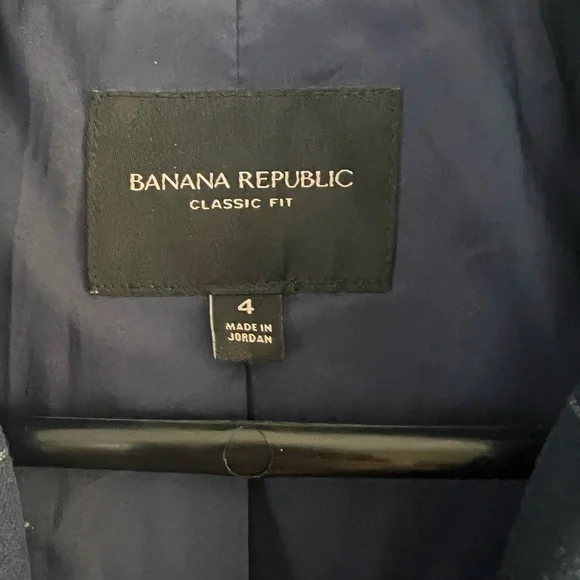 BANANA REPUBLIC
CLASSIC FIT
4
MADE IN
JORDAN